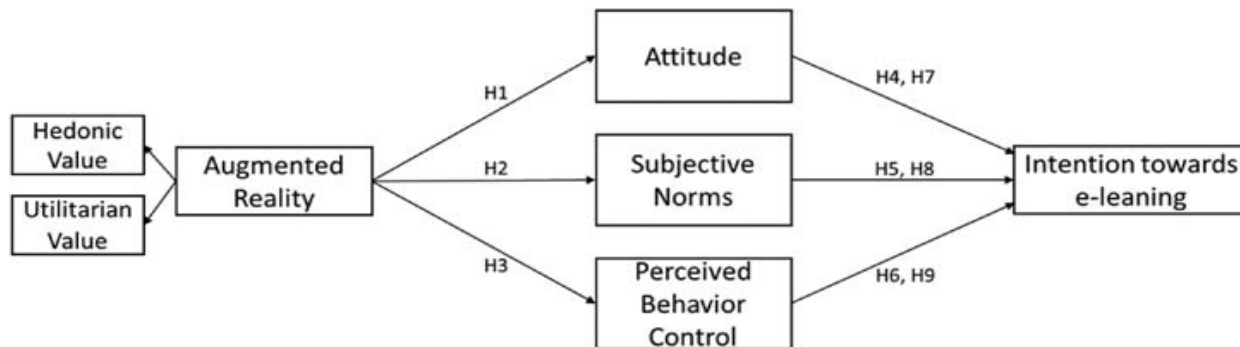 Hedonic
Value
Utilitarian
Value
Augmented
Reality
H1
H2
H3
Attitude
Subjective
Norms
Perceived
Behavior
Control
H4, H7
H5, H8
H6, H9
Intention towards
e-leaning